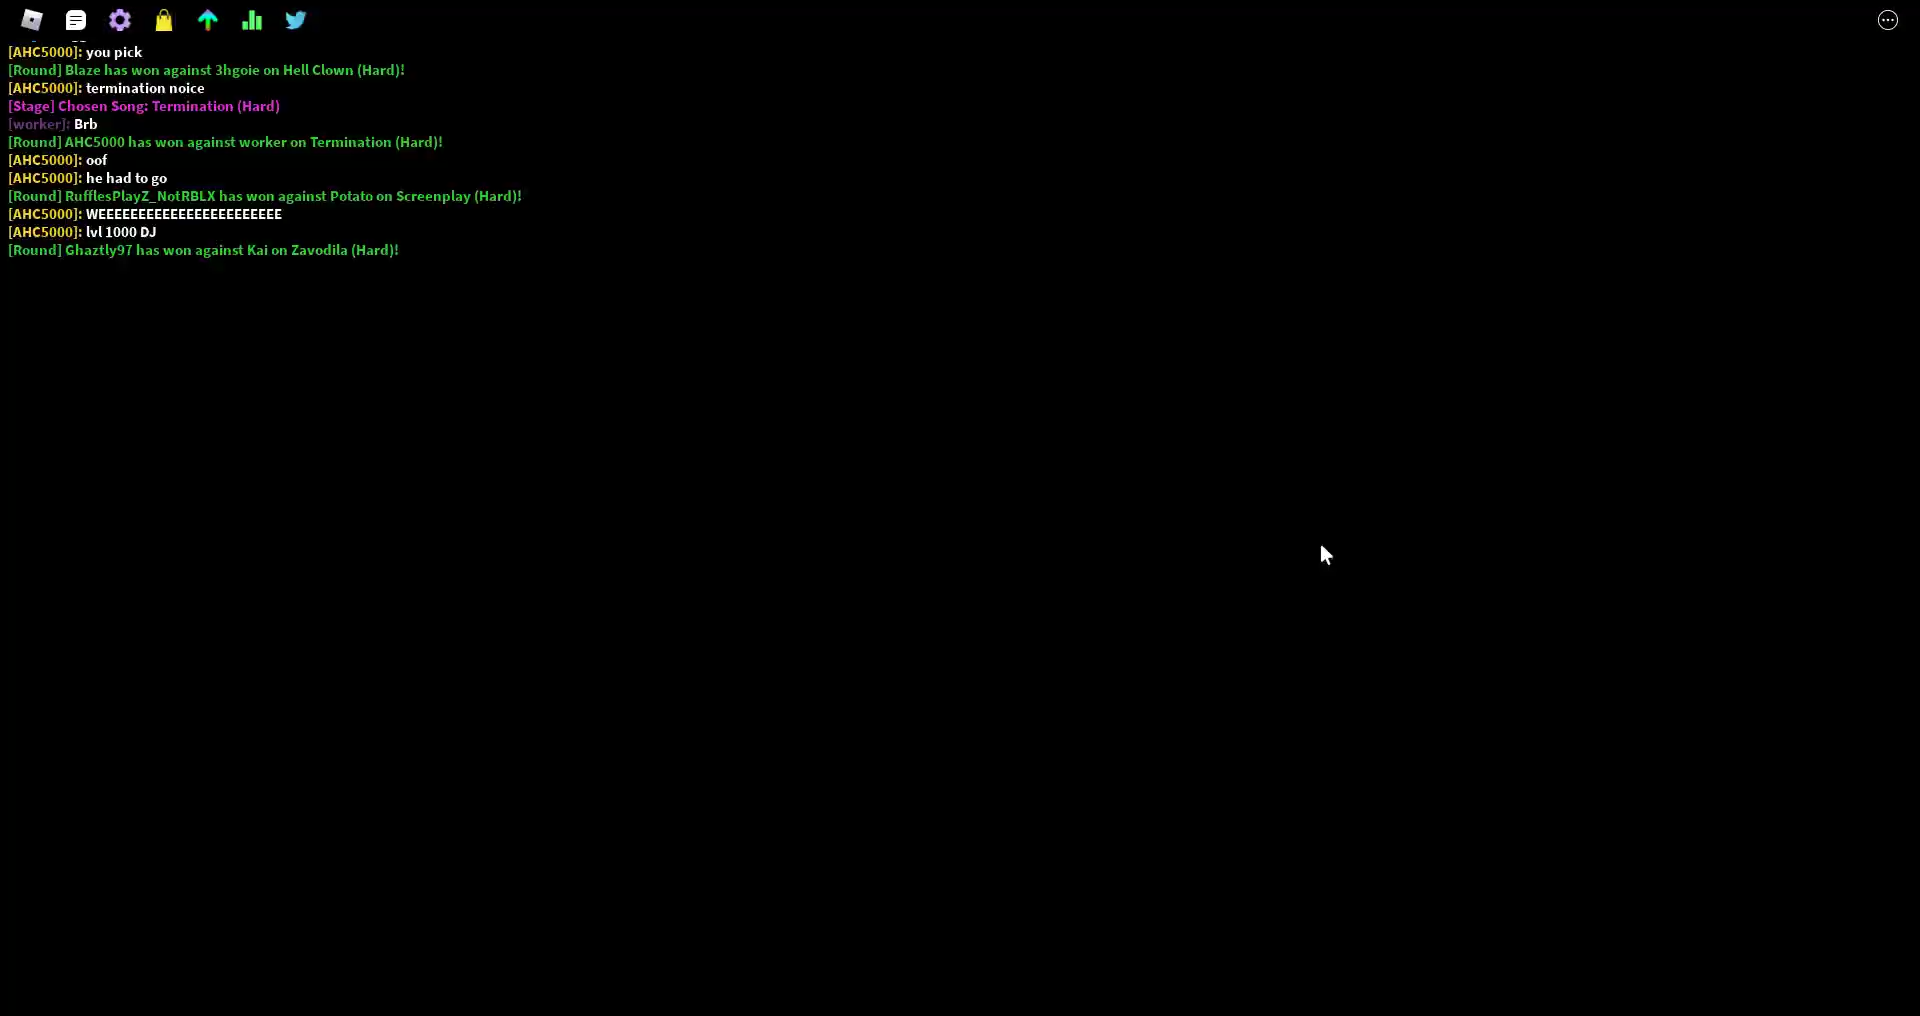 [AHC5000]: you pick
[Round] Blaze has won against 3hgoie on Hell Clown (Hard)!
[AHC5000]: termination noice
[Stage] Chosen Song: Termination (Hard)
[worker]: Brb
[Round] AHC5000 has won against worker on Termination (Hard)!
[AHC5000]: oof
[AHC5000]: he had to go
[Round] RufflesPlayZ_NotRBLX has won against Potato on Screenplay (Hard)!
[AHC5000]: WEEEEEEEEEEEEEEEEEEEEEEEE
[AHC5000]: lvl 1000 DJ
[Round] Ghaztly97 has won against Kai on Zavodila (Hard)!